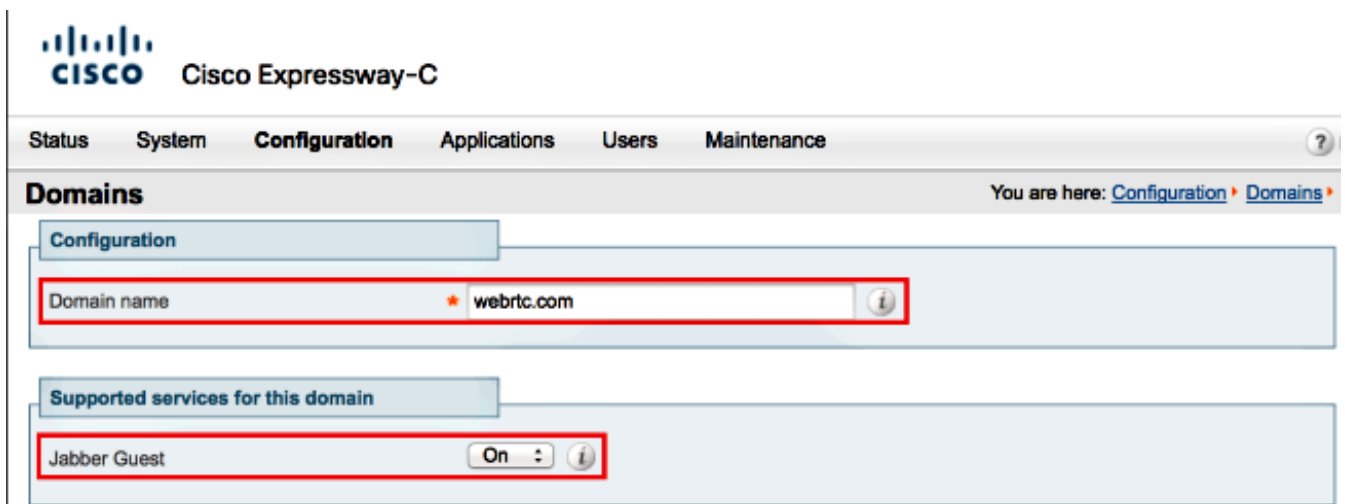 CISCO Cisco Expressway-C
Status System Configuration Applications Users Maintenance ?
Domains You are here: Configuration Domains
Configuration
Domain name * webrtc.com i
Supported services for this domain
Jabber Guest On i